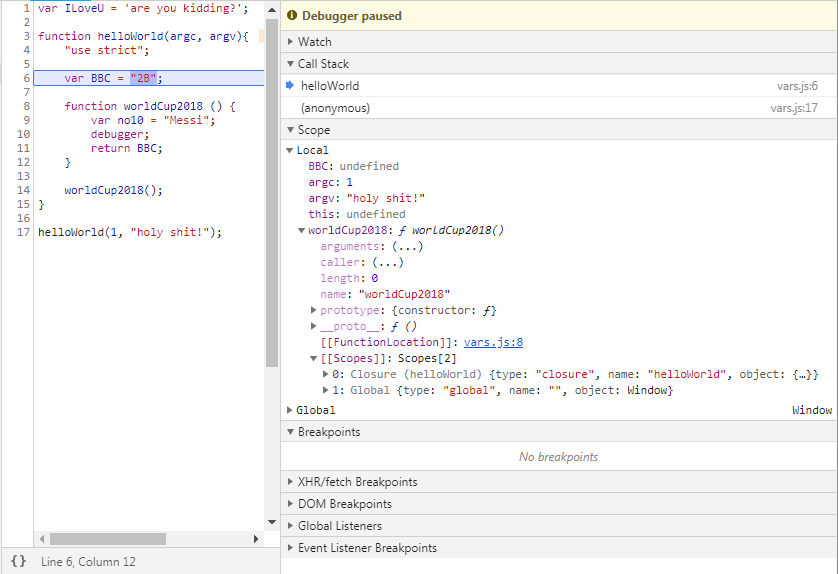 1 var ILoveU = 'are you kidding?';
2
3 function helloWorld(argc, argv){
4 "use strict";
5
6 var BBC = "2B";
7
8 function worldCup2018 () {
9 var no10 = "Messi";
10 debugger;
11 return BBC;
12 }
13
14 worldCup2018();
15 }
16
17 helloWorld(1, "holy shit!");
{} Line 6, Column 12
Debugger paused
Watch
Call Stack
helloWorld vars.js:6
(anonymous) vars.js:17
Scope
Local
BBC: undefined
argc: 1
argv: "holy shit!"
this: undefined
worldCup2018: ƒ worldCup2018()
arguments: (...)
caller: (...)
length: 0
name: "worldCup2018"
prototype: {constructor: ƒ}
__proto__: ƒ ()
[[FunctionLocation]]: vars.js:8
[[Scopes]]: Scopes[2]
0: Closure (helloWorld) {type: "closure", name: "helloWorld", object: {…}}
1: Global {type: "global", name: "", object: Window}
Global Window
Breakpoints
No breakpoints
XHR/fetch Breakpoints
DOM Breakpoints
Global Listeners
Event Listener Breakpoints